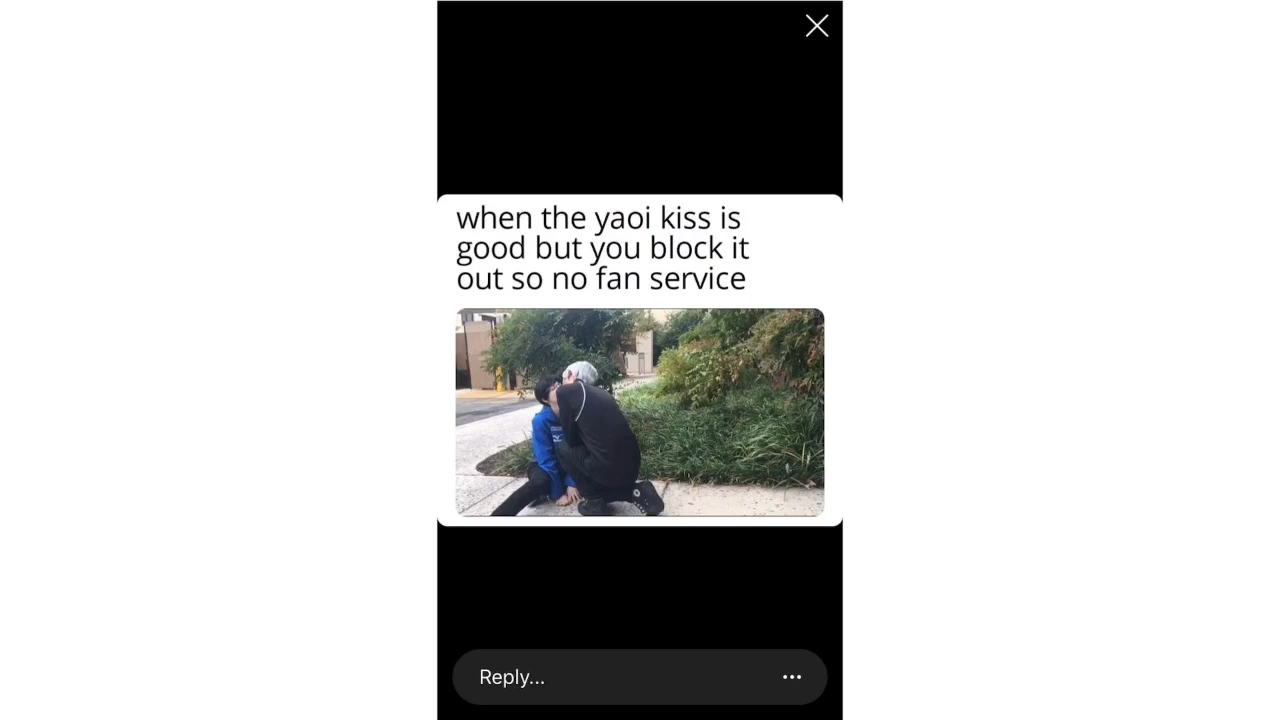 when the yaoi kiss is
good but you block it
out so no fan service
Reply...